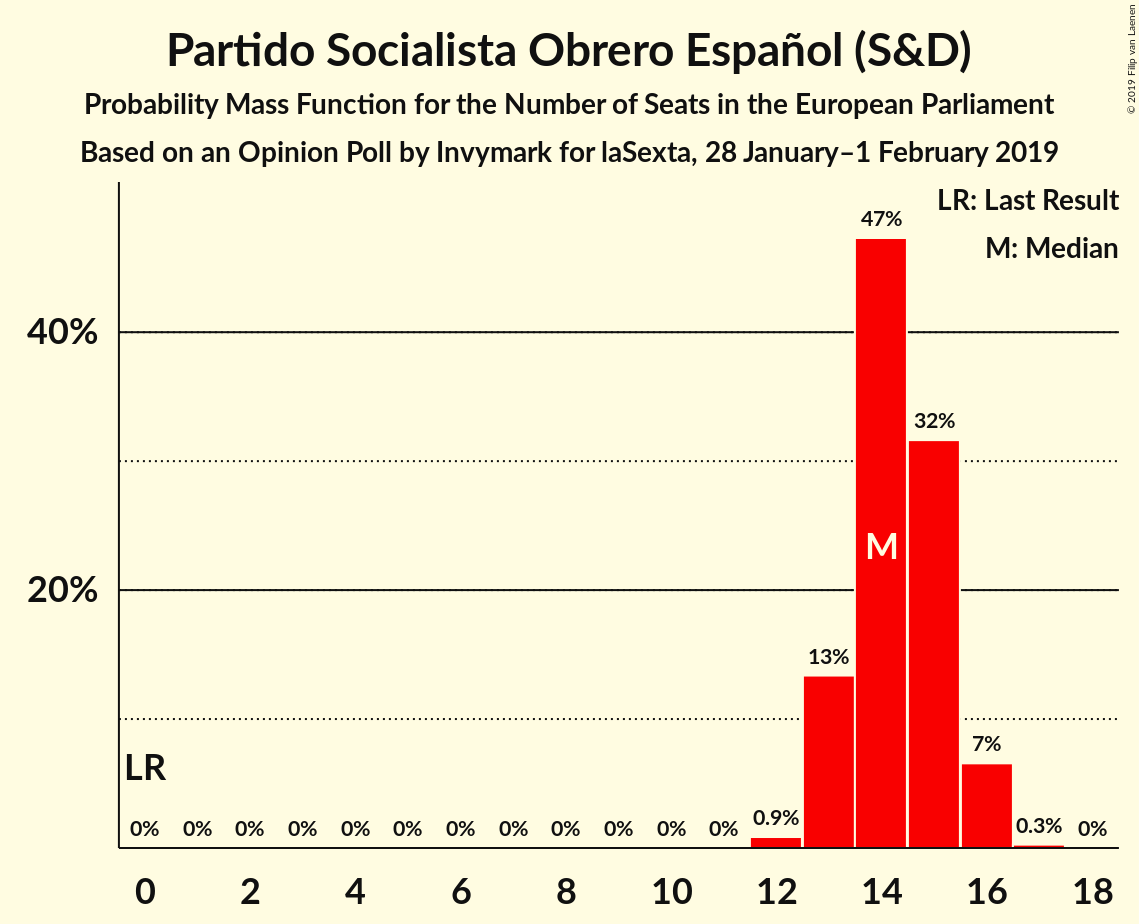 Partido Socialista Obrero Español (S&D)
Probability Mass Function for the Number of Seats in the European Parliament
Based on an Opinion Poll by Invymark for laSexta, 28 January–1 February 2019
© 2019 Filip van Laenen
LR: Last Result
M: Median
47%
40%
32%
M
20%
13%
7%
LR
0% 0% 0% 0% 0% 0% 0% 0% 0% 0% 0% 0% 0.9% 0.3% 0%
0 2 4 6 8 10 12 14 16 18